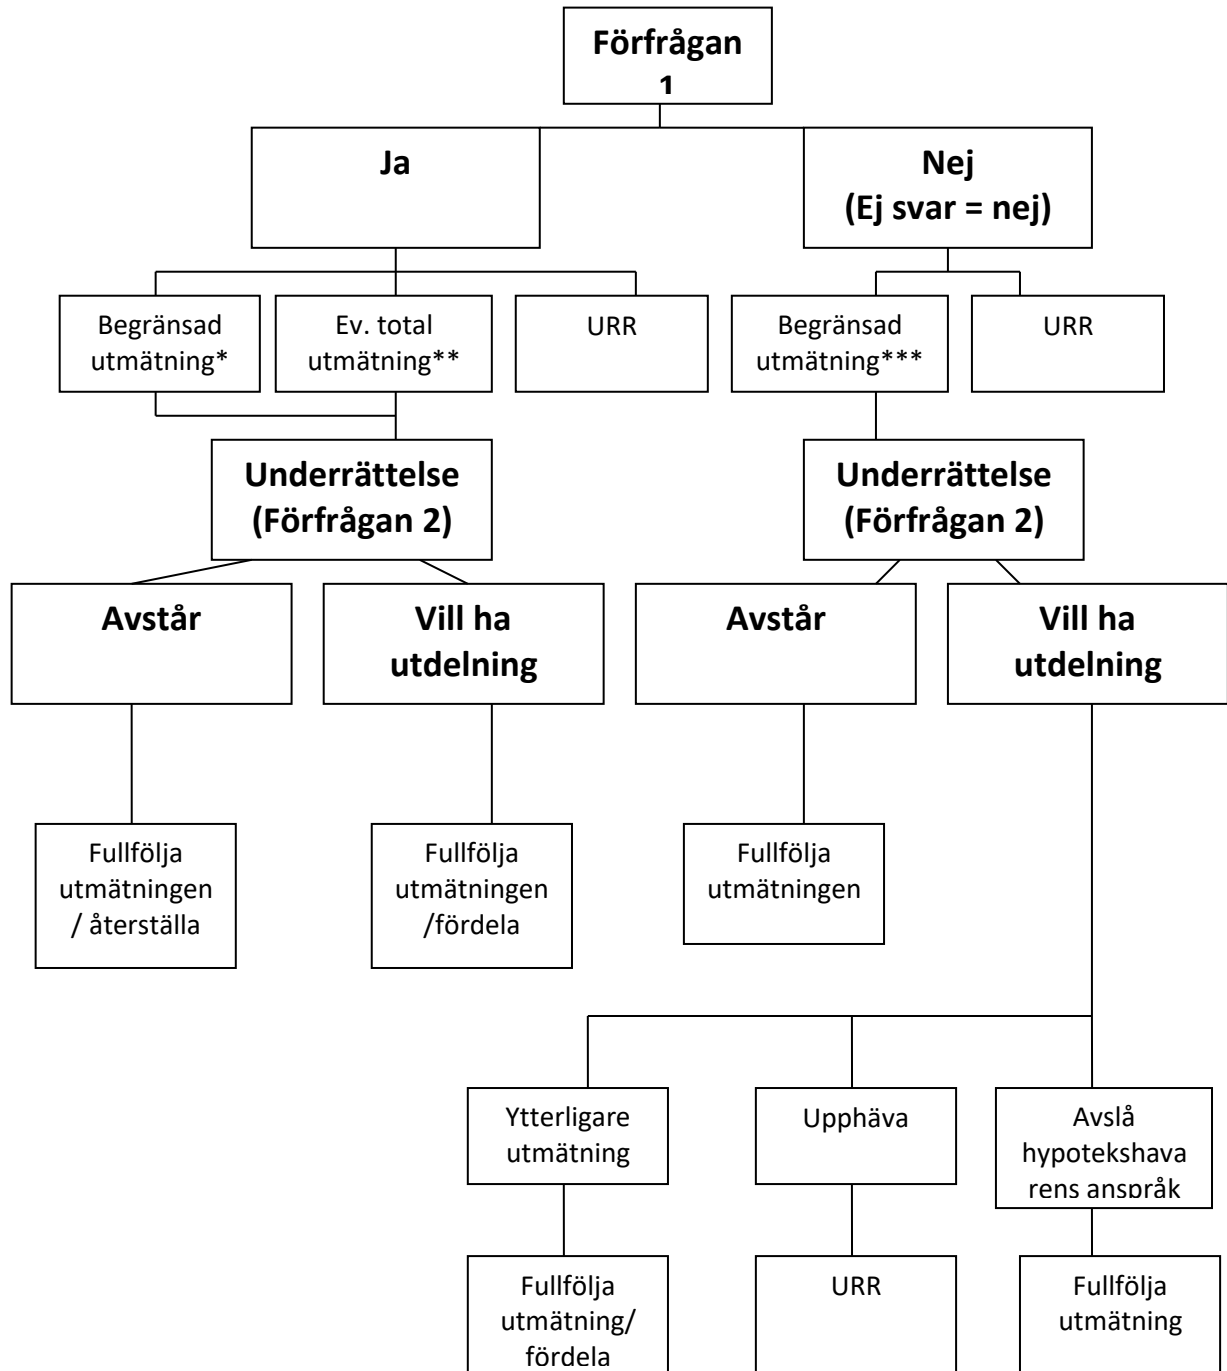 Förfrågan
1
Ja
Nej
(Ej svar = nej)
Begränsad
utmätning*
Ev. total
utmätning**
URR
Begränsad
utmätning***
URR
Underrättelse
(Förfrågan 2)
Underrättelse
(Förfrågan 2)
Avstår
Vill ha
utdelning
Avstår
Vill ha
utdelning
Fullfölja
utmätningen
/ återställa
Fullfölja
utmätningen
/fördela
Fullfölja
utmätningen
Ytterligare
utmätning
Upphäva
Avslå
hypotekshava
rens anspråk
Fullfölja
utmätning/
fördela
URR
Fullfölja
utmätning